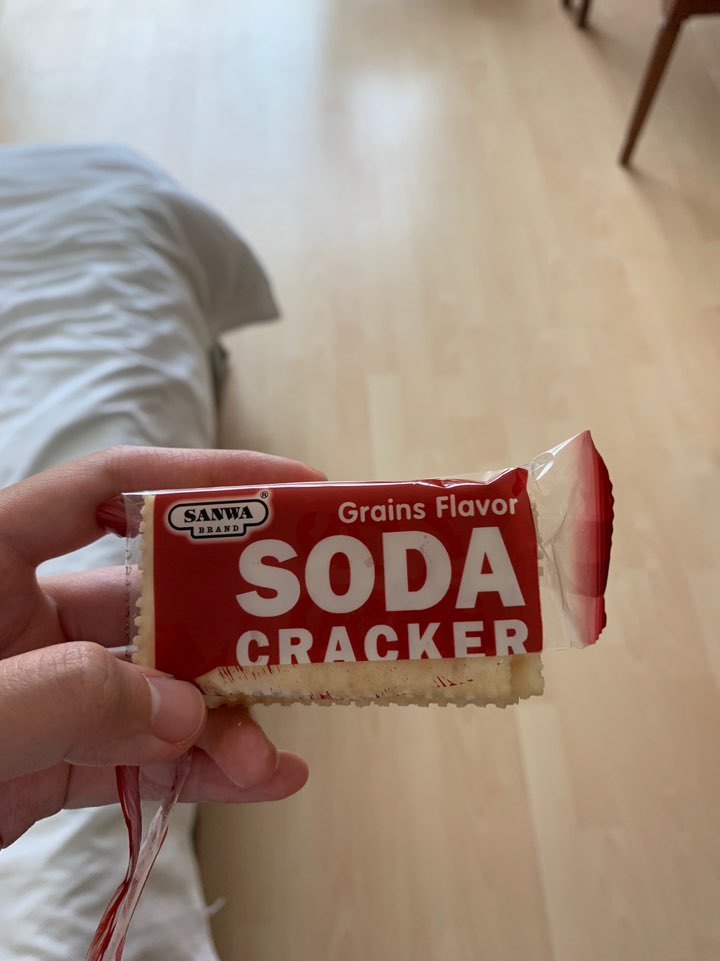 SANWA®
BRAND
Grains Flavor
SODA
CRACKER